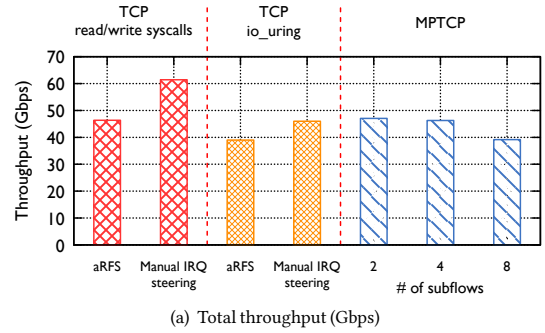 TCP
read/write syscalls
TCP
io_uring
MPTCP
Throughput (Gbps)
70
60
50
40
30
20
10
0
aRFS
Manual IRQ
steering
aRFS
Manual IRQ
steering
2
4
8
# of subflows
(a) Total throughput (Gbps)